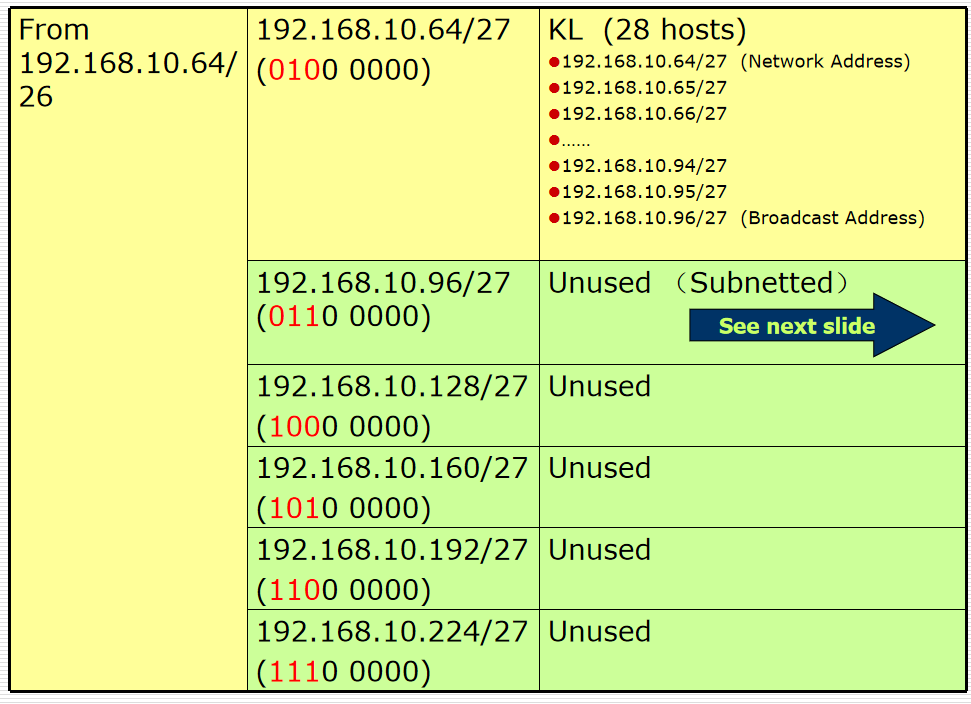 From
192.168.10.64/
26
192.168.10.64/27
(0100 0000)
KL (28 hosts)
●192.168.10.64/27 (Network Address)
●192.168.10.65/27
●192.168.10.66/27
●......
●192.168.10.94/27
●192.168.10.95/27
●192.168.10.96/27 (Broadcast Address)
192.168.10.96/27
(0110 0000)
Unused （Subnetted）
See next slide
192.168.10.128/27
(1000 0000)
Unused
192.168.10.160/27
(1010 0000)
Unused
192.168.10.192/27
(1100 0000)
Unused
192.168.10.224/27
(1110 0000)
Unused